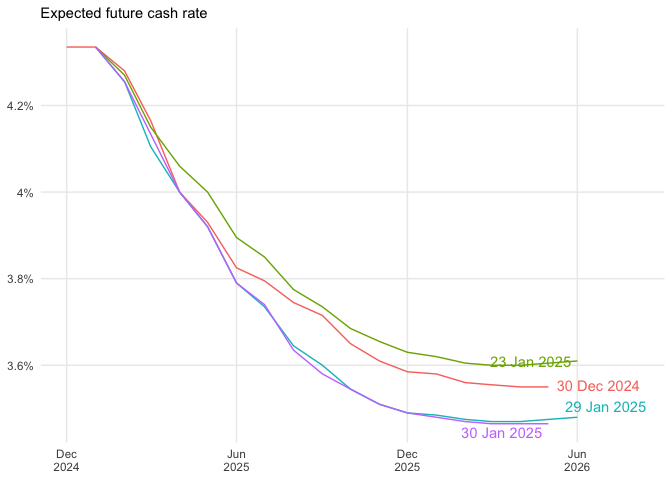 Expected future cash rate
4.2%
4%
3.8%
3.6%
23 Jan 2025
30 Dec 2024
29 Jan 2025
30 Jan 2025
Dec
2024
Jun
2025
Dec
2025
Jun
2026